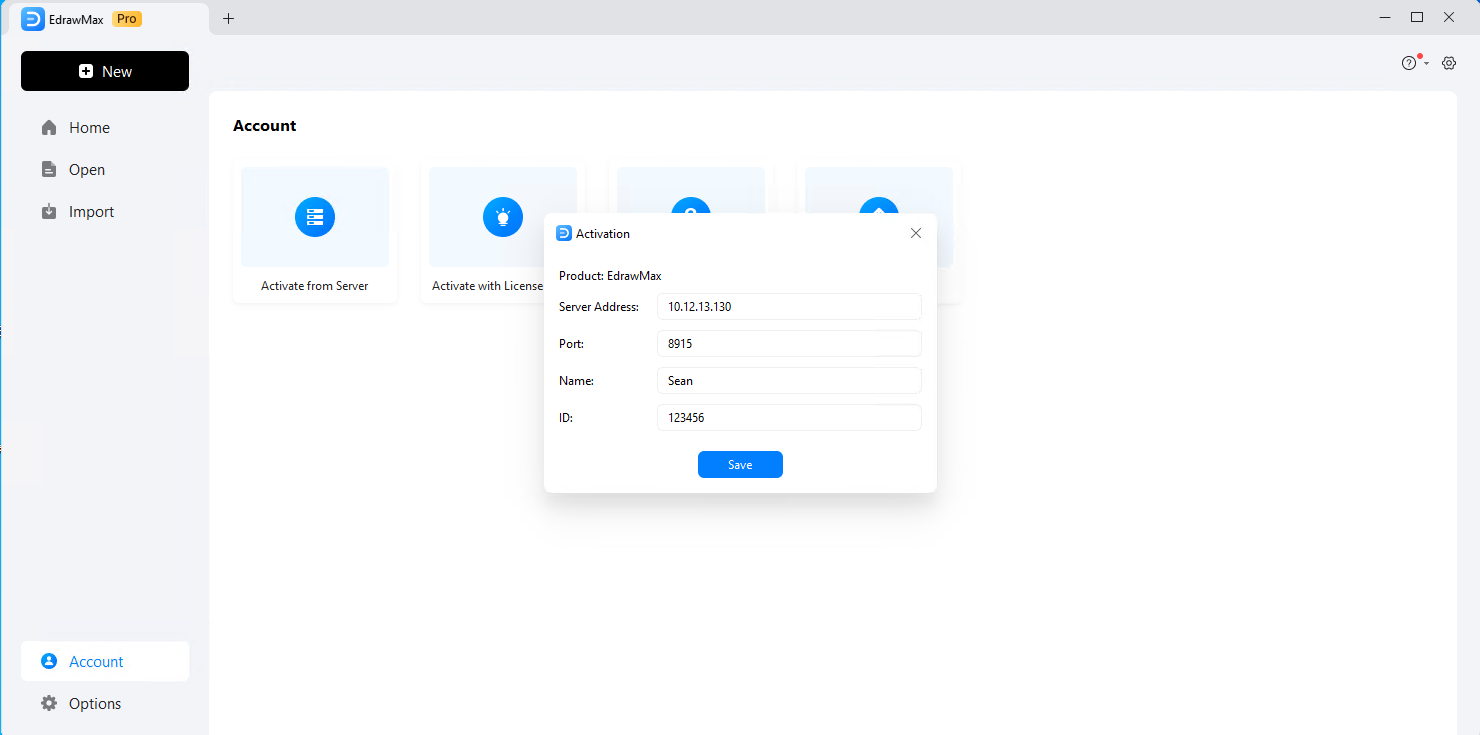 EdrawMax Pro
New
Home
Open
Import
Account
Options
Account
Activate from Server
Activate with License
Activation
Product: EdrawMax
Server Address: 10.12.13.130
Port: 8915
Name: Sean
ID: 123456
Save